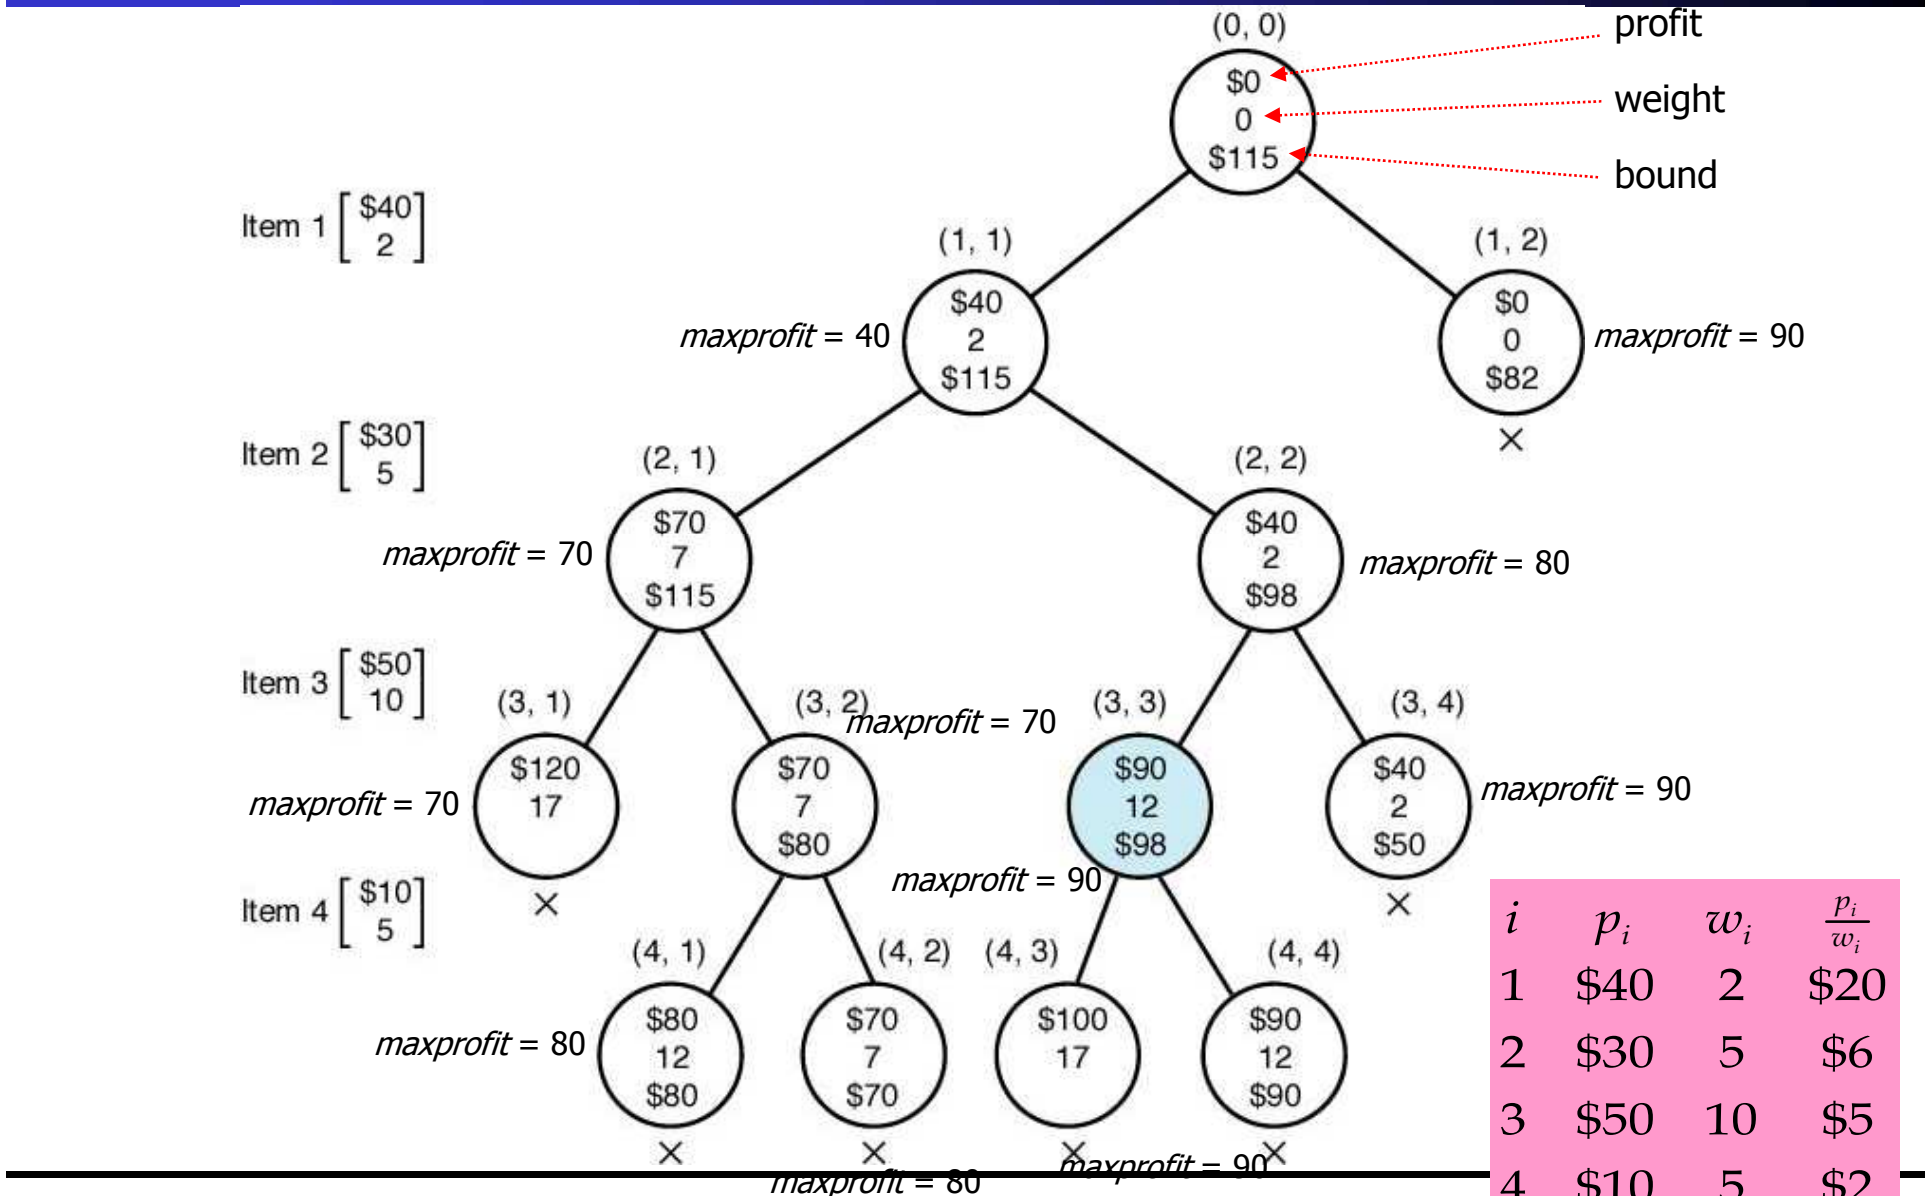 (0, 0)
profit
$0
weight
0
$115
bound
Item 1 [$40 2]
(1, 1)
(1, 2)
maxprofit = 40
$40
2
$115
$0
0
$82
maxprofit = 90
×
Item 2 [$30 5]
(2, 1)
(2, 2)
maxprofit = 70
$70
7
$115
$40
2
$98
maxprofit = 80
Item 3 [$50 10]
(3, 1)
(3, 2)
maxprofit = 70
(3, 3)
(3, 4)
maxprofit = 70
$120
17
×
$70
7
$80
$90
12
$98
maxprofit = 90
$40
2
$50
maxprofit = 90
×
Item 4 [$10 5]
(4, 1)
(4, 2)
(4, 3)
(4, 4)
maxprofit = 80
$80
12
$80
×
$70
7
$70
×
maxprofit = 80
$100
17
×
$90
12
$90
×
maxprofit = 90
i pᵢ wᵢ pᵢ/wᵢ
1 $40 2 $20
2 $30 5 $6
3 $50 10 $5
4 $10 5 $2